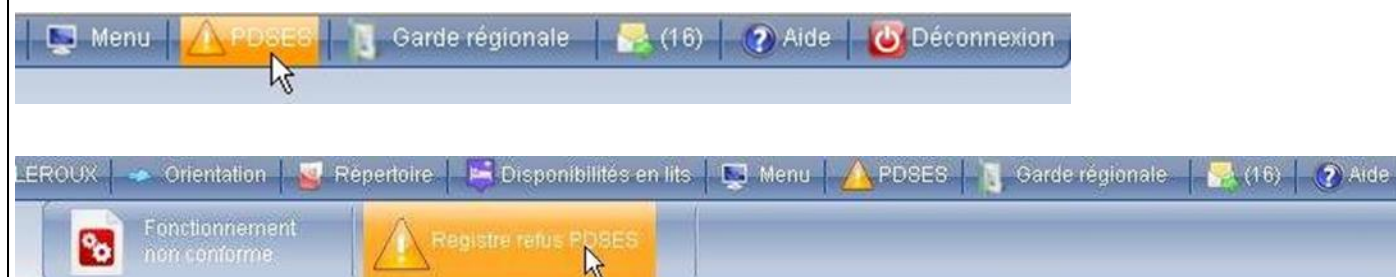 Menu PDSES Garde régionale (16) Aide Déconnexion
LEROUX Orientation Répertoire Disponibilités en lits Menu PDSES Garde régionale (16) Aide
Fonctionnement
non conforme
Registre refus PDSES